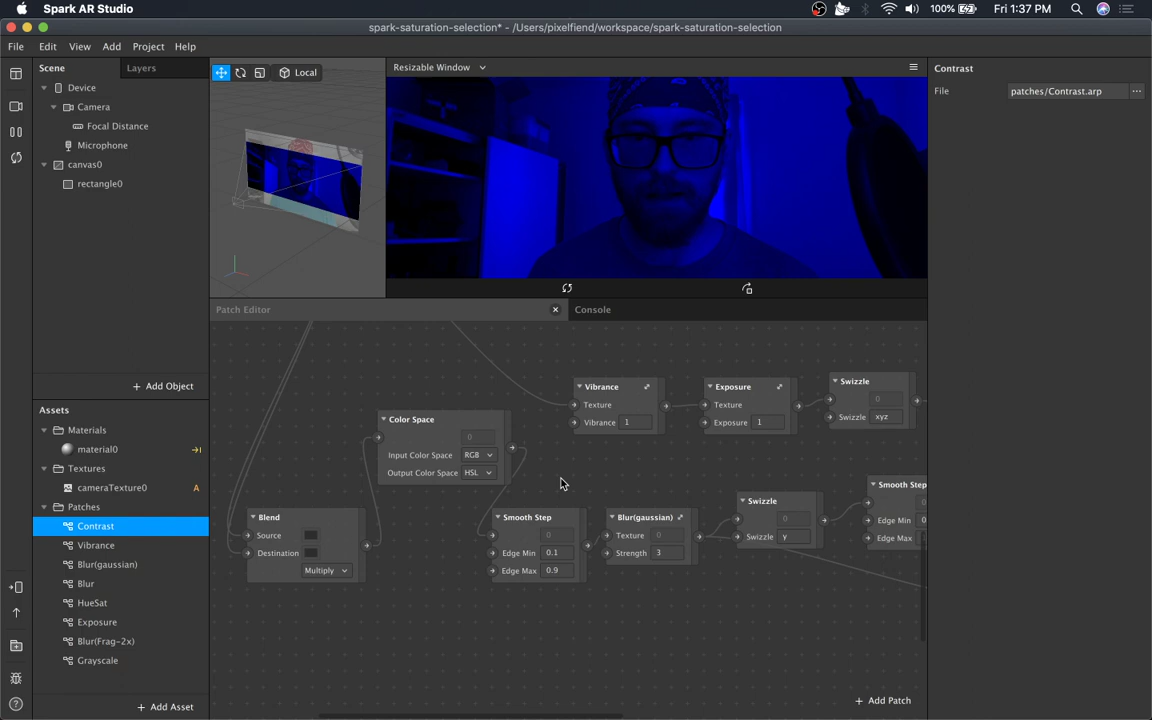 Spark AR Studio
100%
Fri 1:37 PM
spark-saturation-selection* - /Users/pixelfiend/workspace/spark-saturation-selection
File Edit View Add Project Help
Scene
Layers
Device
Camera
Focal Distance
Microphone
canvas0
rectangle0
+ Add Object
Assets
Materials
material0
Textures
cameraTexture0 A
Patches
Contrast
Vibrance
Blur(gaussian)
Blur
HueSat
Exposure
Blur(Frag-2x)
Grayscale
+ Add Asset
Local
Resizable Window
Patch Editor
Console
Vibrance
Texture
Vibrance 1
Exposure
Texture
Exposure 1
Swizzle
0
Swizzle xyz
Color Space
0
Input Color Space RGB
Output Color Space HSL
Blend
Source
Destination
Multiply
Smooth Step
0
Edge Min 0.1
Edge Max 0.9
Blur(gaussian)
Texture 0
Strength 3
Swizzle
0
Swizzle y
Smooth Step
0
Edge Min 0
Edge Max 0.
+ Add Patch
Contrast
File patches/Contrast.arp ...